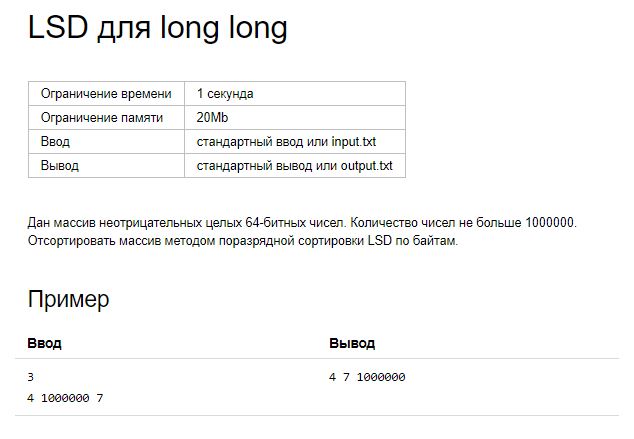 LSD для long long
Ограничение времени 1 секунда
Ограничение памяти 20Mb
Ввод стандартный ввод или input.txt
Вывод стандартный вывод или output.txt
Дан массив неотрицательных целых 64-битных чисел. Количество чисел не больше 1000000.
Отсортировать массив методом поразрядной сортировки LSD по байтам.
Пример
Ввод Вывод
3 4 7 1000000
4 1000000 7